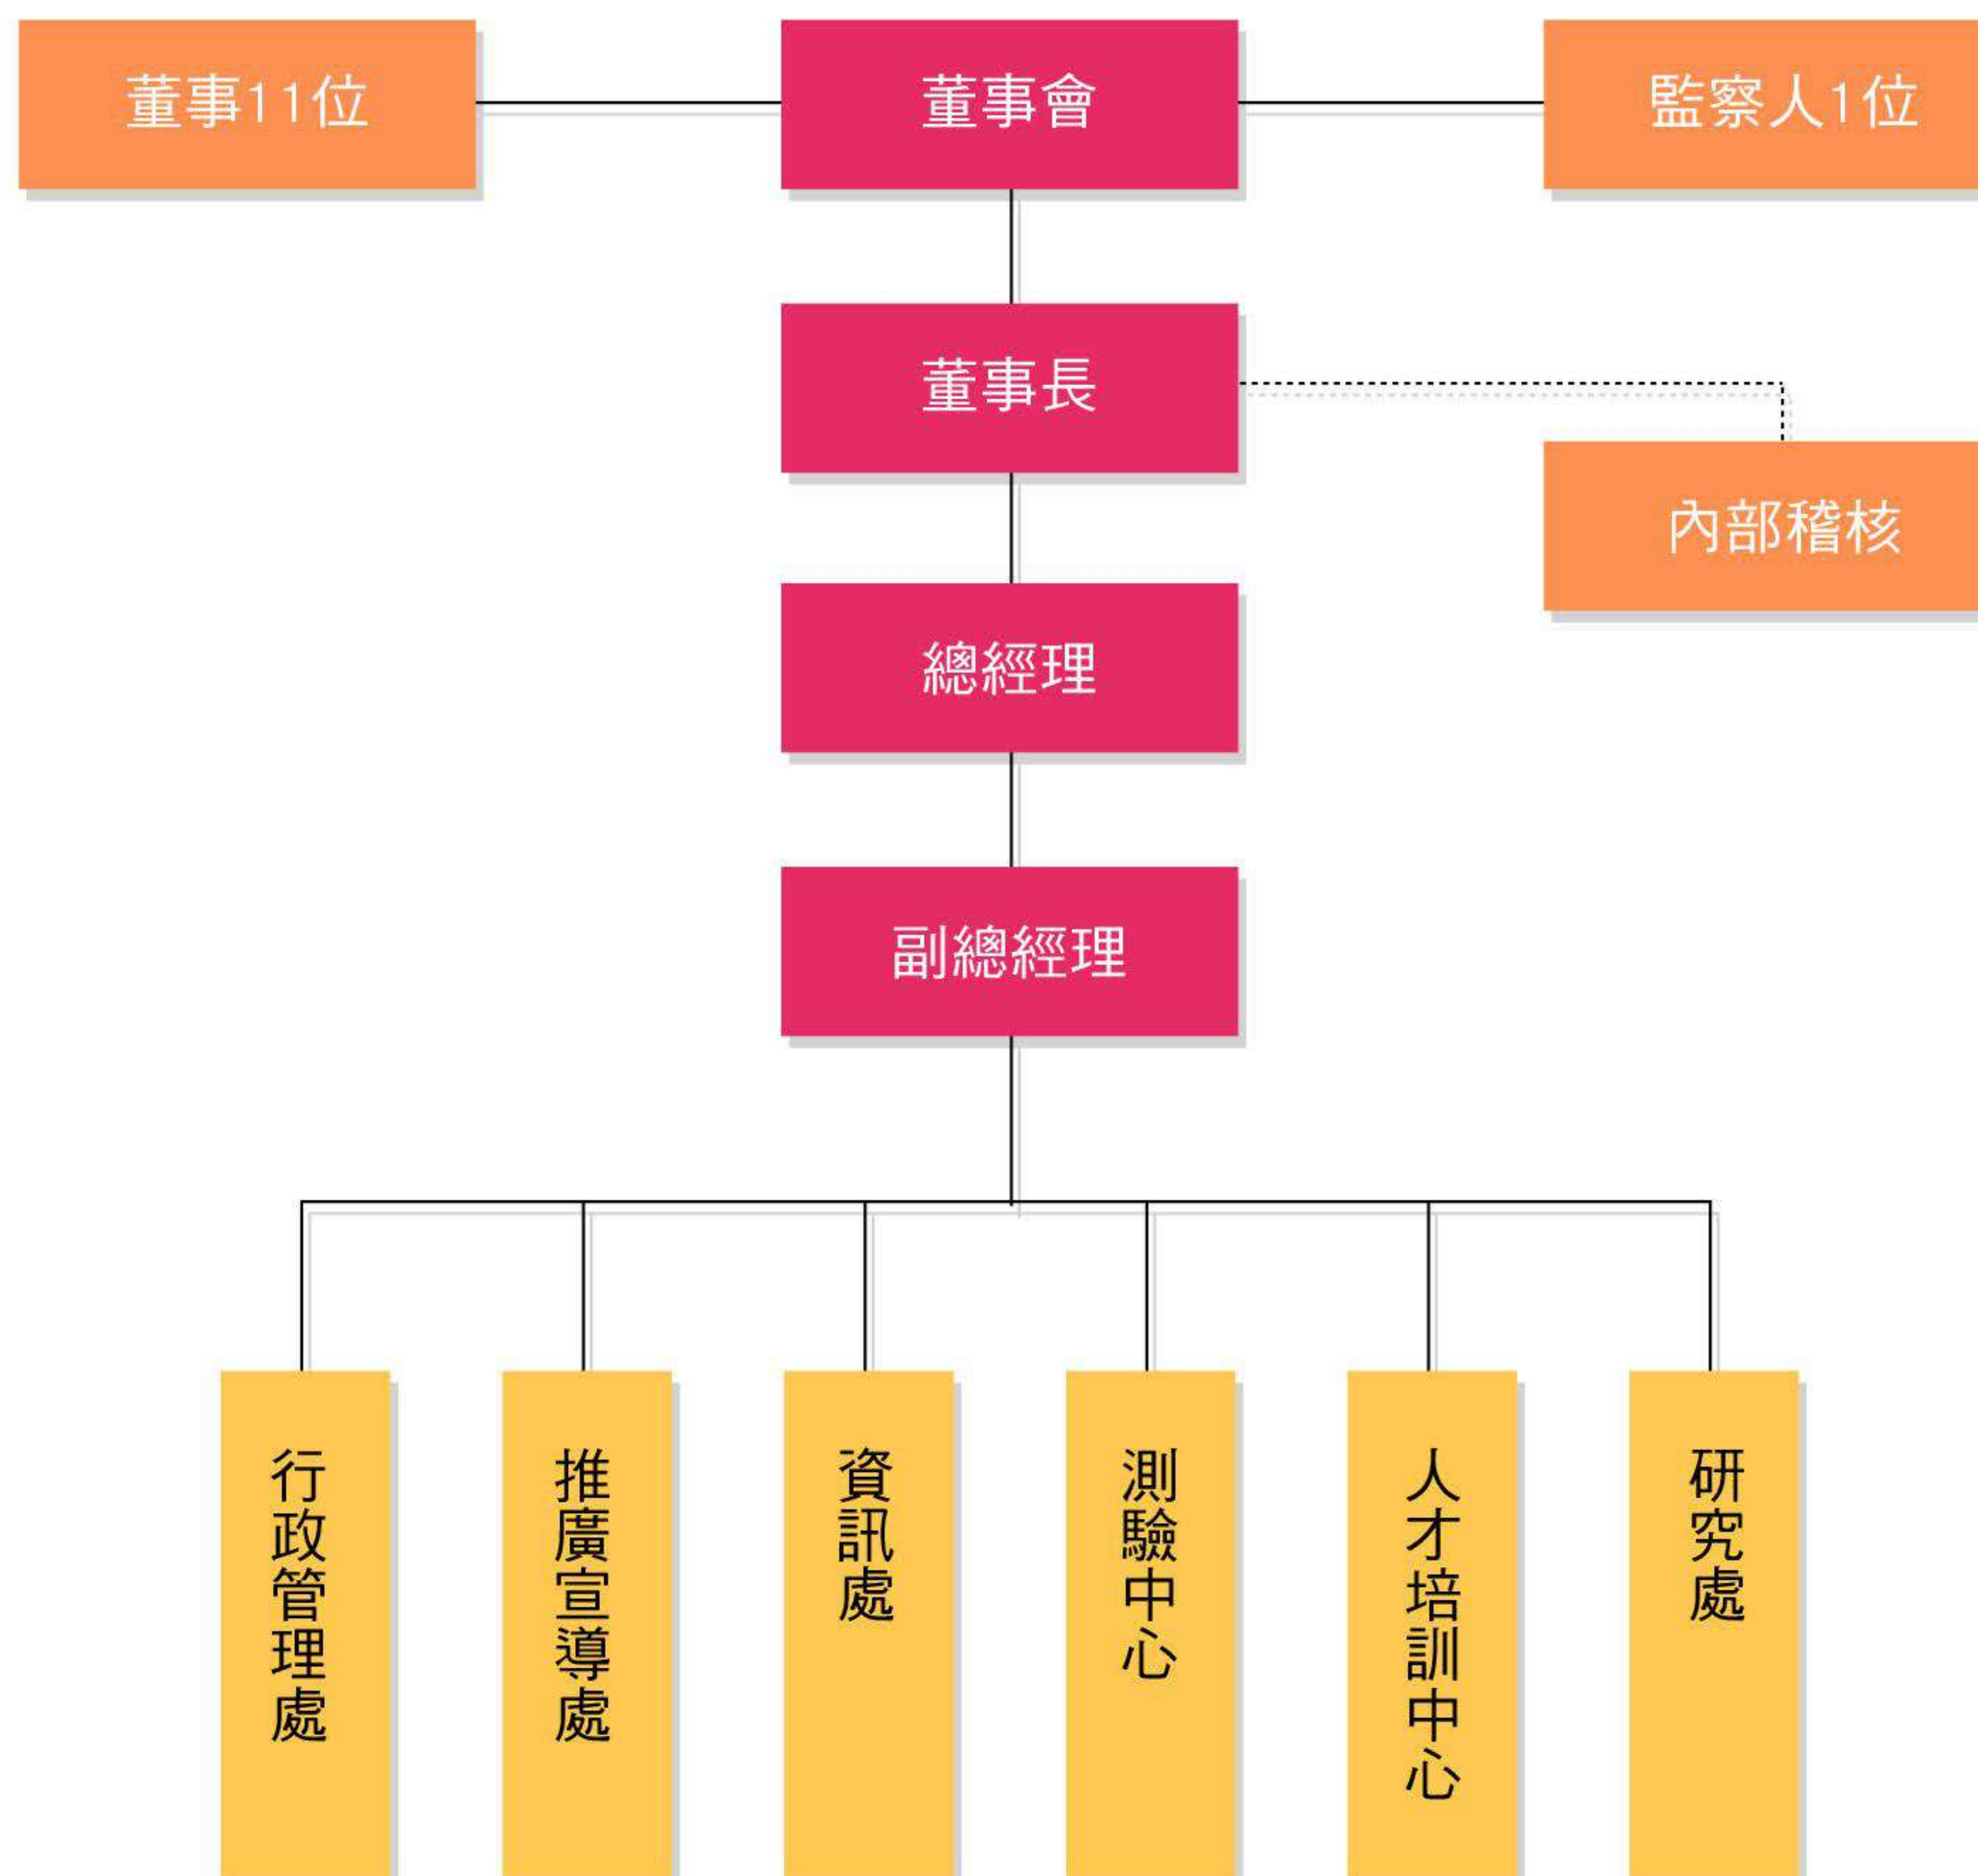 董事11位
董事會
監察人1位
董事長
內部稽核
總經理
副總經理
行政管理處
推廣宣導處
資訊處
測驗中心
人才培訓中心
研究處